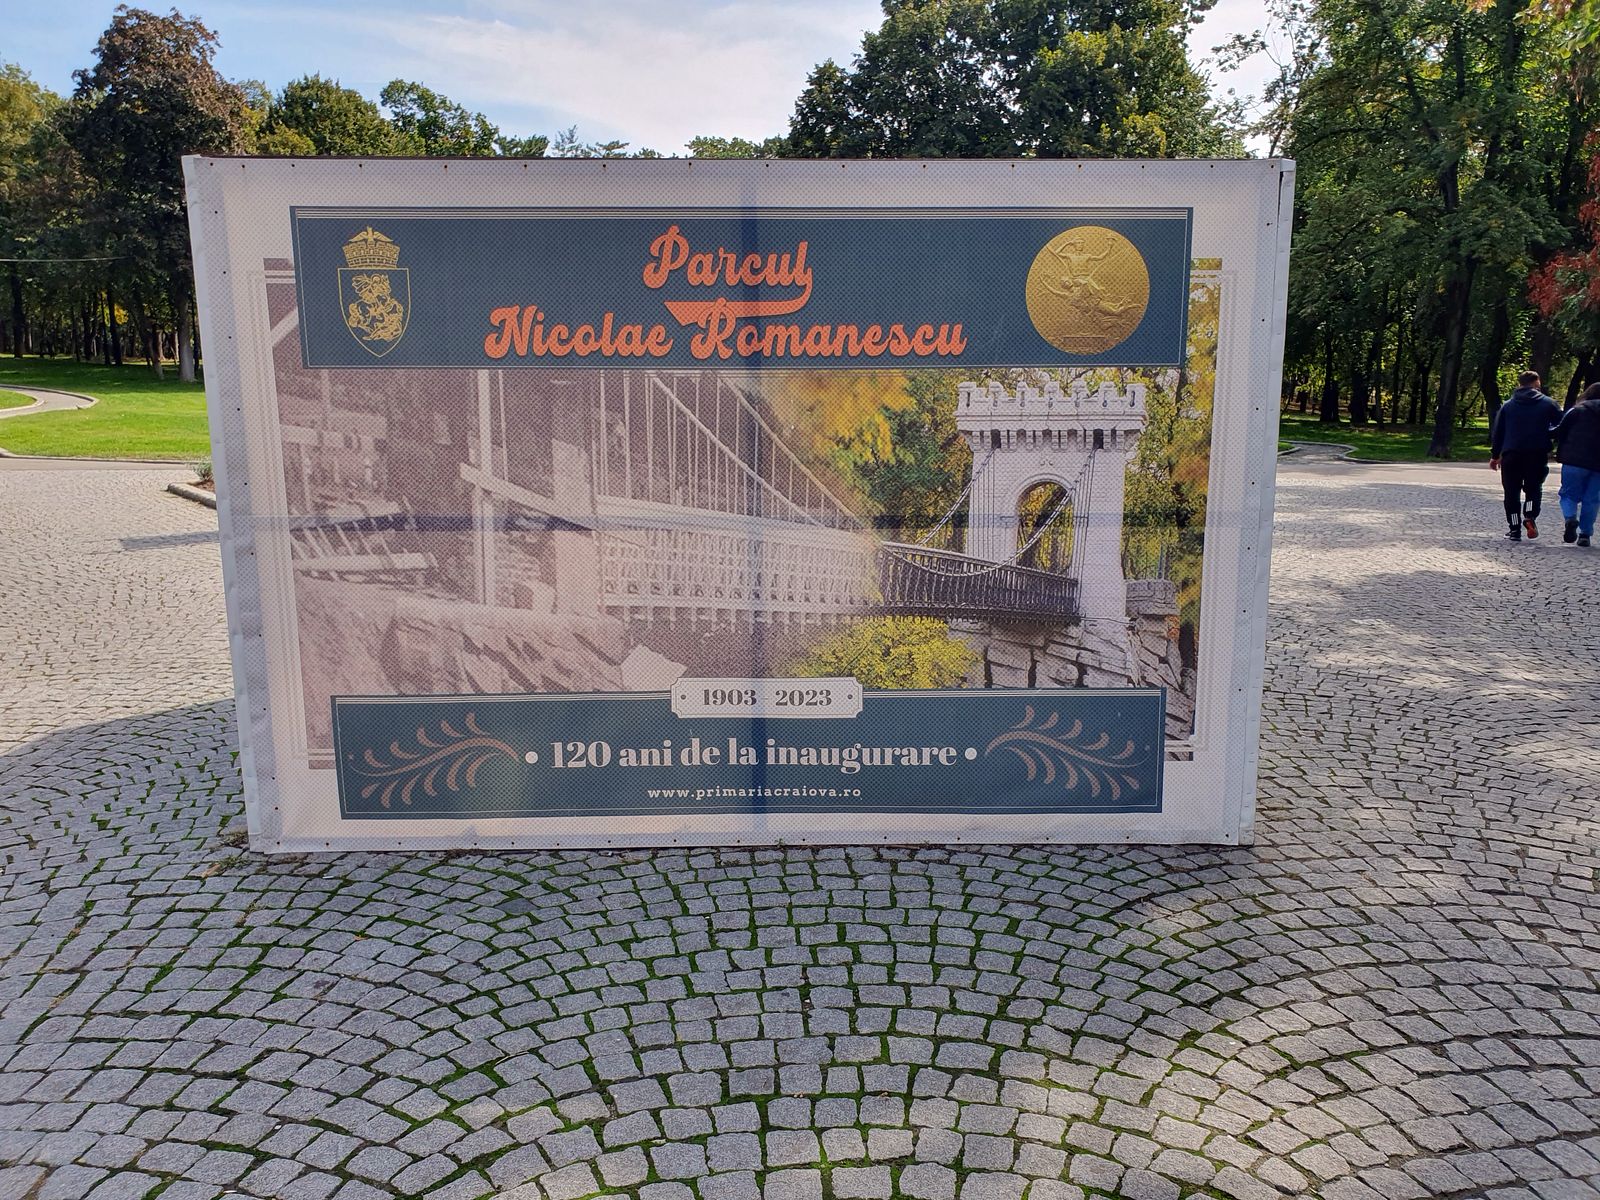 Parcul
Nicolae Romanescu
1903 - 2023
• 120 ani de la inaugurare •
www.primariacraiova.ro